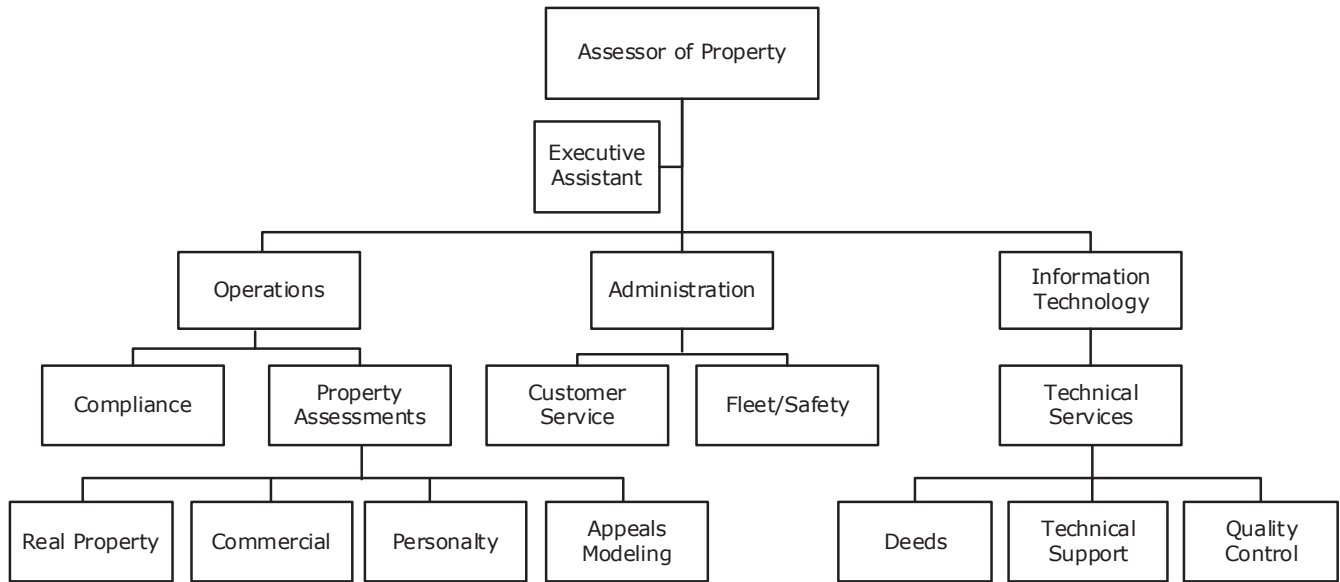 Assessor of Property
Executive
Assistant
Operations
Administration
Information
Technology
Compliance
Property
Assessments
Customer
Service
Fleet/Safety
Technical
Services
Real Property
Commercial
Personalty
Appeals
Modeling
Deeds
Technical
Support
Quality
Control